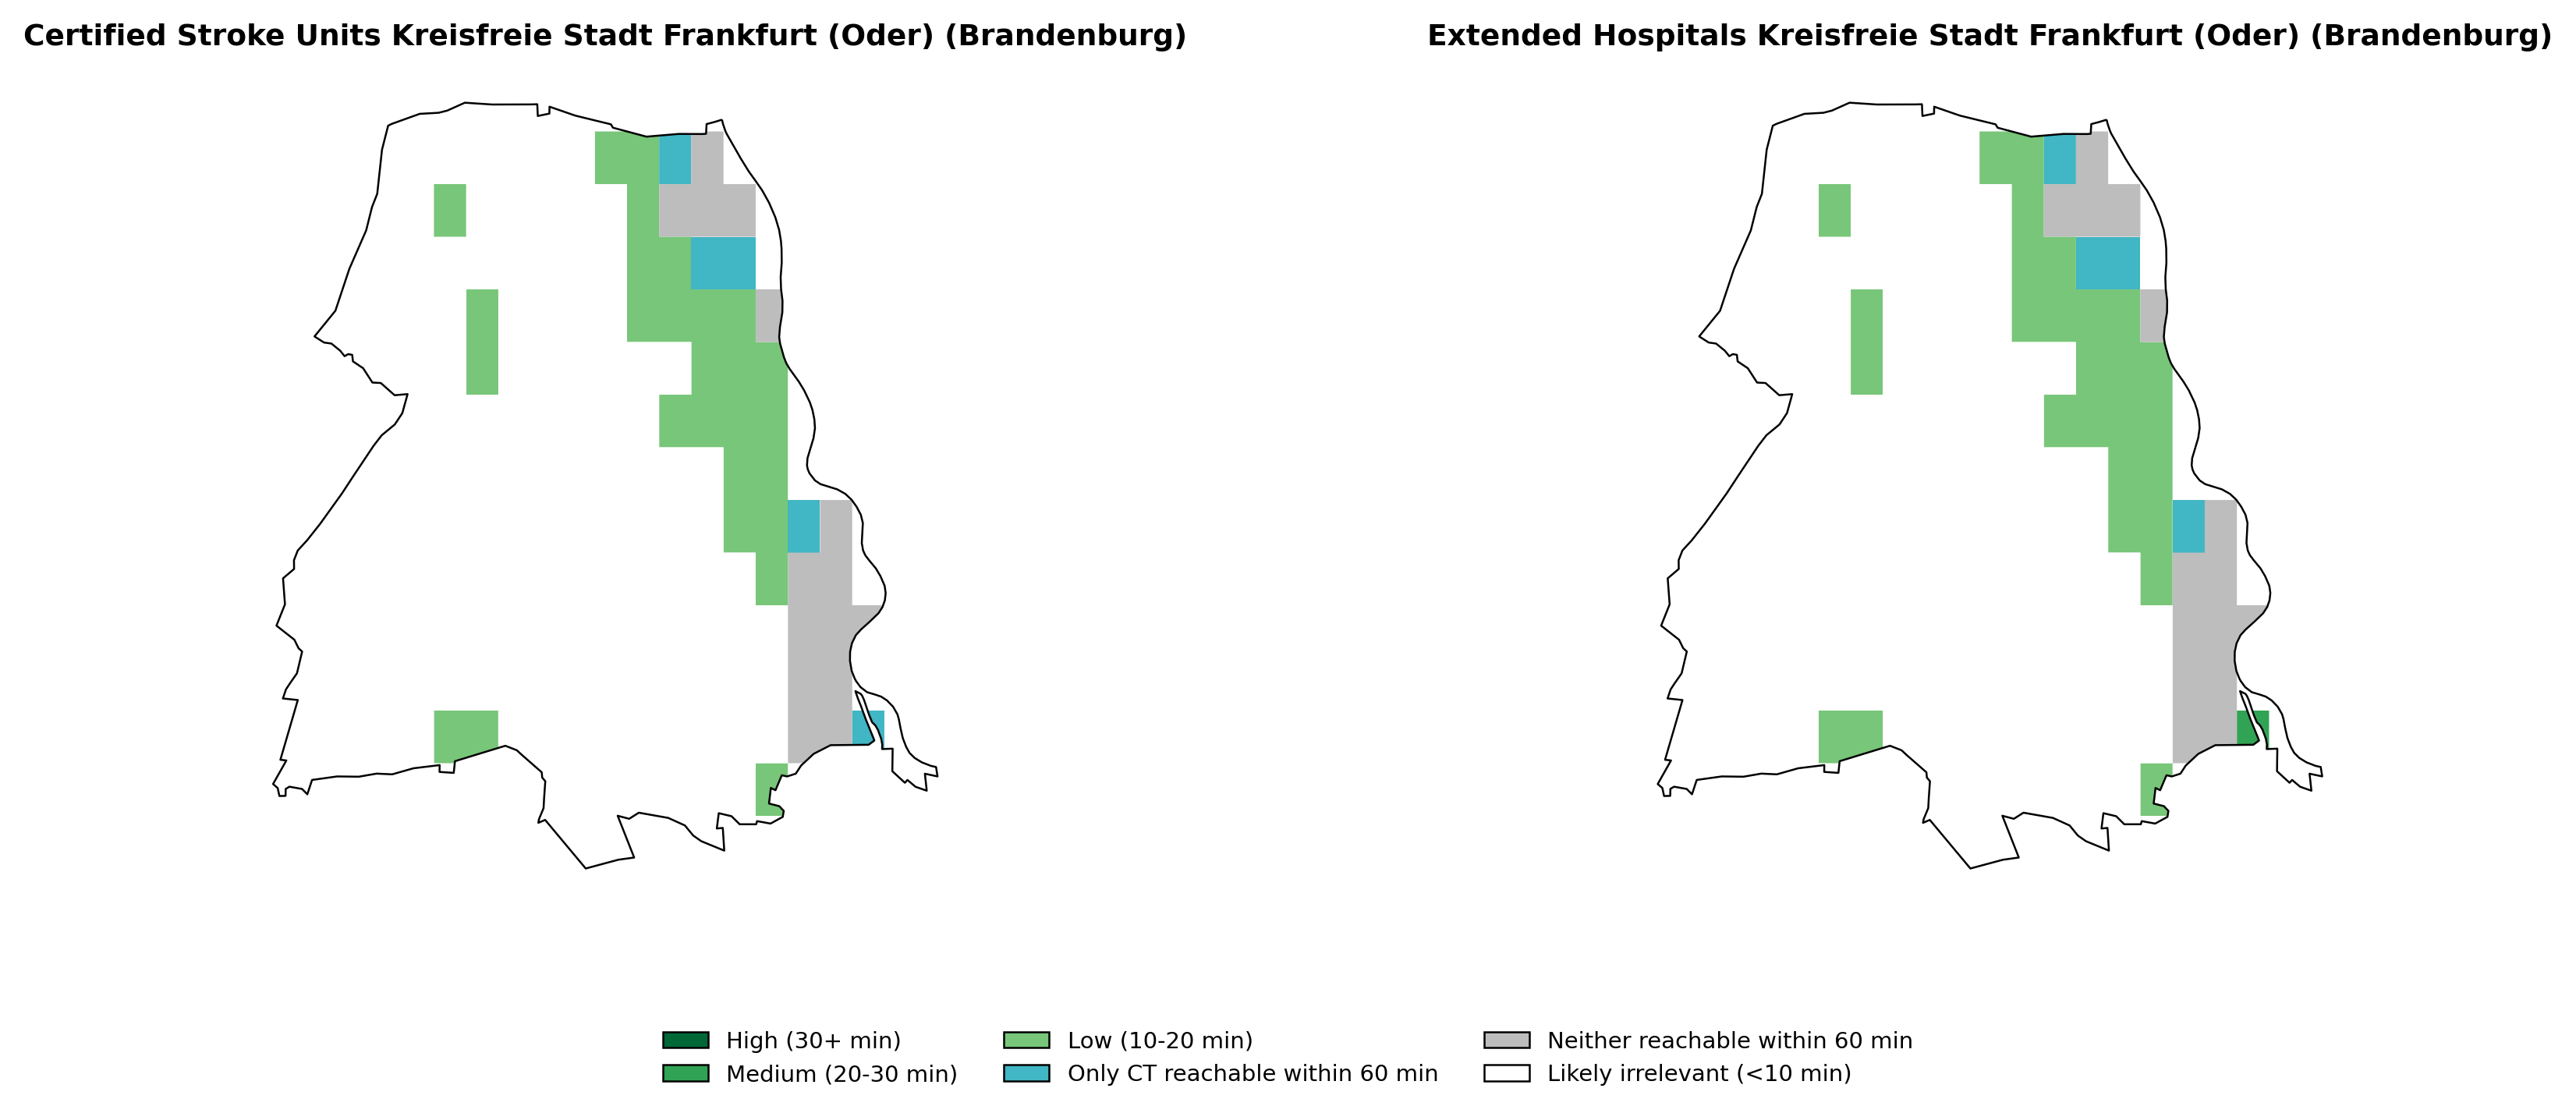 Certified Stroke Units Kreisfreie Stadt Frankfurt (Oder) (Brandenburg)
Extended Hospitals Kreisfreie Stadt Frankfurt (Oder) (Brandenburg)
High (30+ min)
Medium (20-30 min)
Low (10-20 min)
Only CT reachable within 60 min
Neither reachable within 60 min
Likely irrelevant (<10 min)